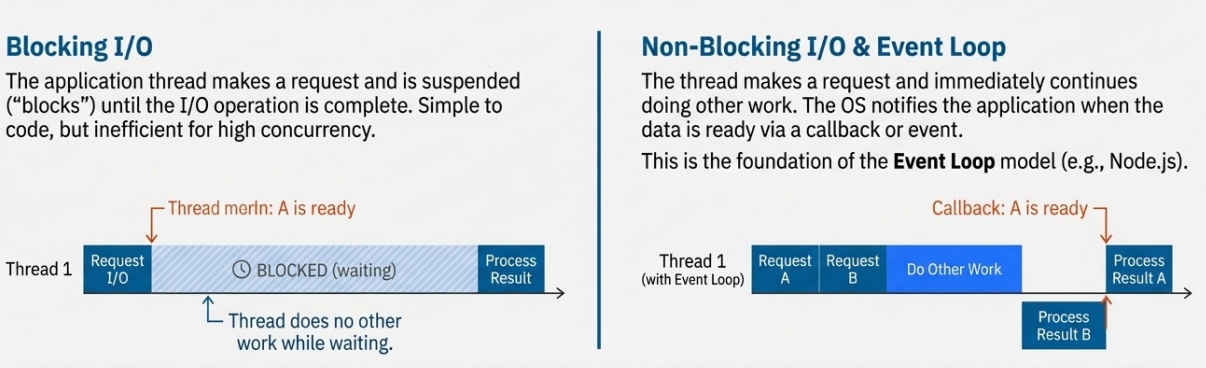 Blocking I/O
The application thread makes a request and is suspended
(“blocks”) until the I/O operation is complete. Simple to
code, but inefficient for high concurrency.
Thread merIn: A is ready
Thread 1
Request
I/O
BLOCKED (waiting)
Process
Result
Thread does no other
work while waiting.
Non-Blocking I/O & Event Loop
The thread makes a request and immediately continues
doing other work. The OS notifies the application when the
data is ready via a callback or event.
This is the foundation of the Event Loop model (e.g., Node.js).
Callback: A is ready
Thread 1
(with Event Loop)
Request
A
Request
B
Do Other Work
Process
Result A
Process
Result B